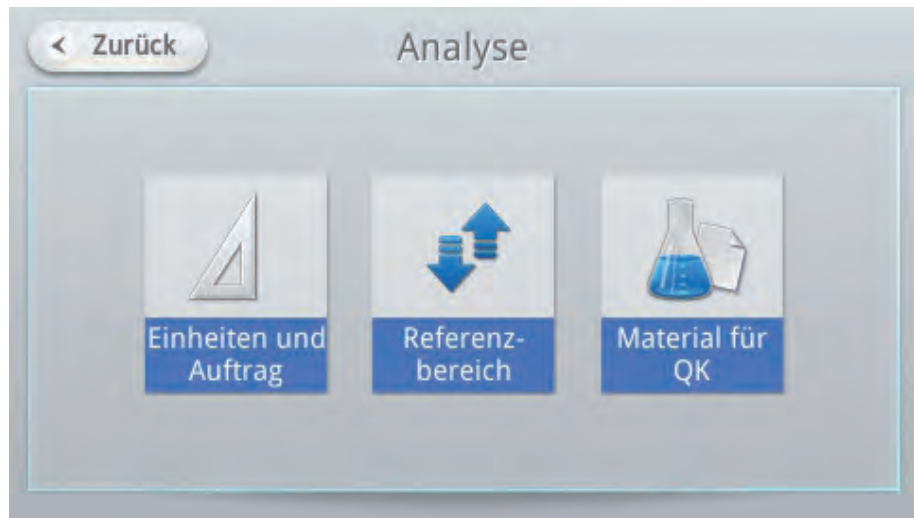 Zurück
Analyse
Einheiten und
Auftrag
Referenz-
bereich
Material für
QK